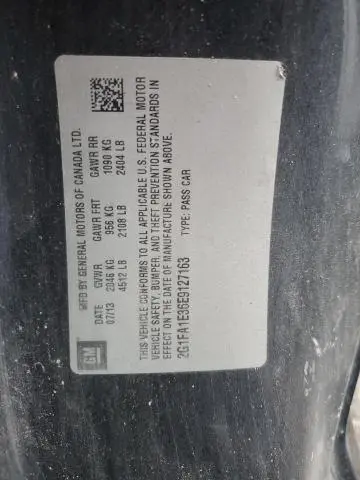 MFD BY GENERAL MOTORS OF CANADA LTD.
DATE GVWR GAWR FRT GAWR RR
07/13 2046 KG 956 KG 1090 KG
4512 LB 2108 LB 2404 LB
THIS VEHICLE CONFORMS TO ALL APPLICABLE U.S. FEDERAL MOTOR
VEHICLE SAFETY, BUMPER, AND THEFT PREVENTION STANDARDS IN
EFFECT ON THE DATE OF MANUFACTURE SHOWN ABOVE.
2G1FA1E36E9127163 TYPE: PASS CAR
GM